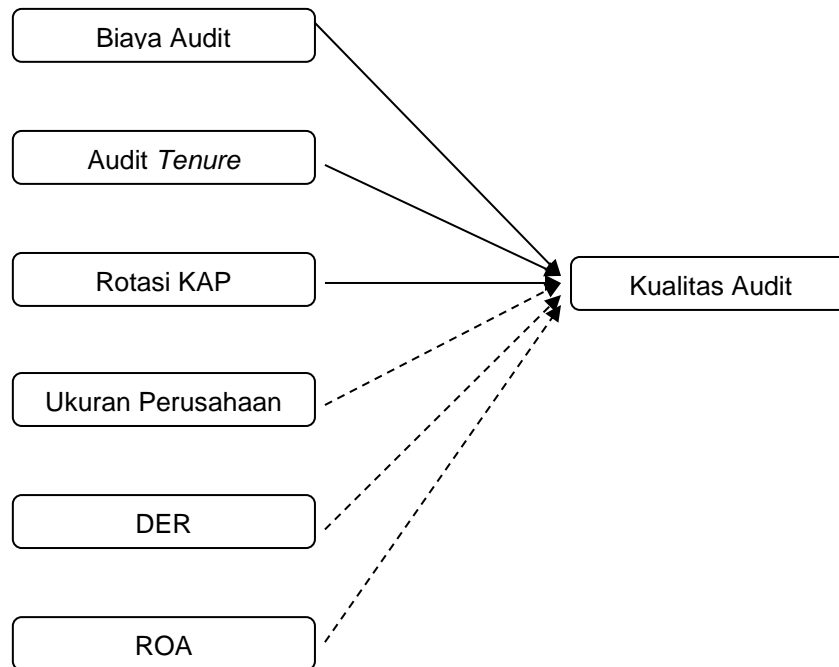 Biaya Audit
Audit Tenure
Rotasi KAP
Kualitas Audit
Ukuran Perusahaan
DER
ROA